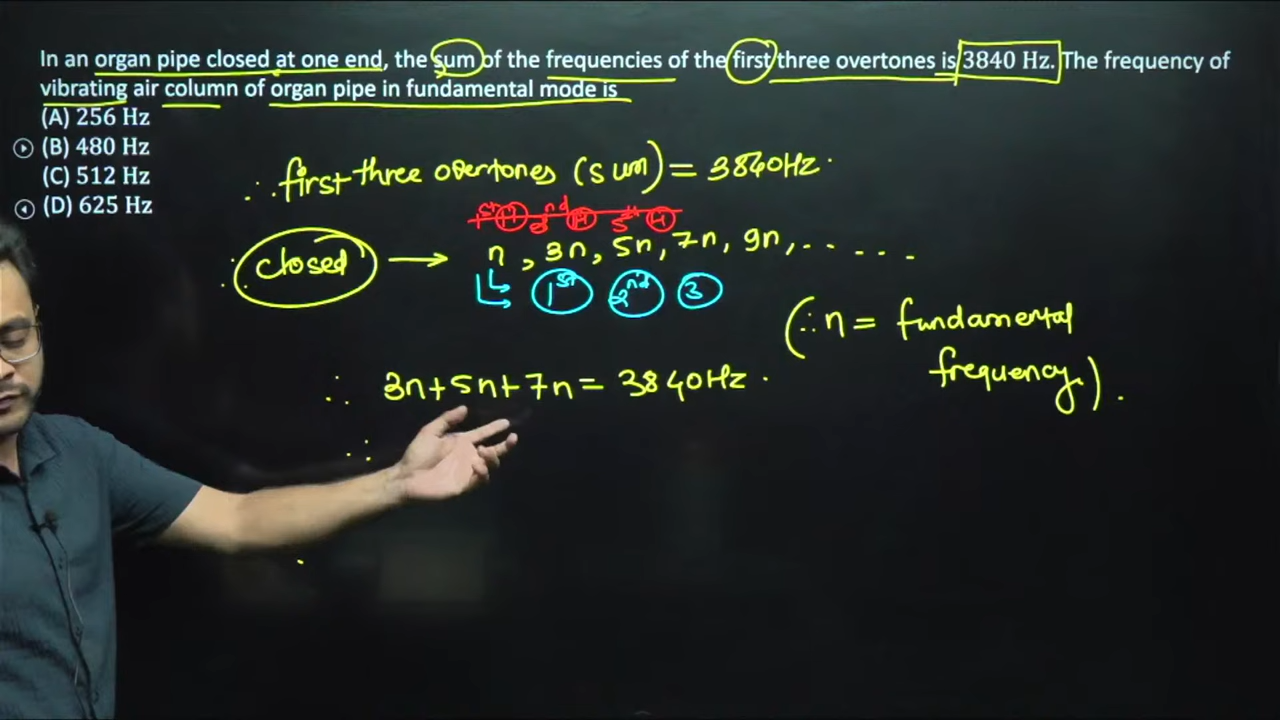 In an organ pipe closed at one end, the sum of the frequencies of the first three overtones is 3840 Hz. The frequency of
vibrating air column of organ pipe in fundamental mode is
(A) 256 Hz
(B) 480 Hz
(C) 512 Hz
(D) 625 Hz
∴ first three overtones (sum) = 3840Hz.
1st H 2nd H 5th H
∴ closed → n, 3n, 5n, 7n, 9n, . . . . . .
1st 2nd 3
(∴ n = fundamental
frequency).
∴ 3n+5n+7n = 3840Hz.
∴